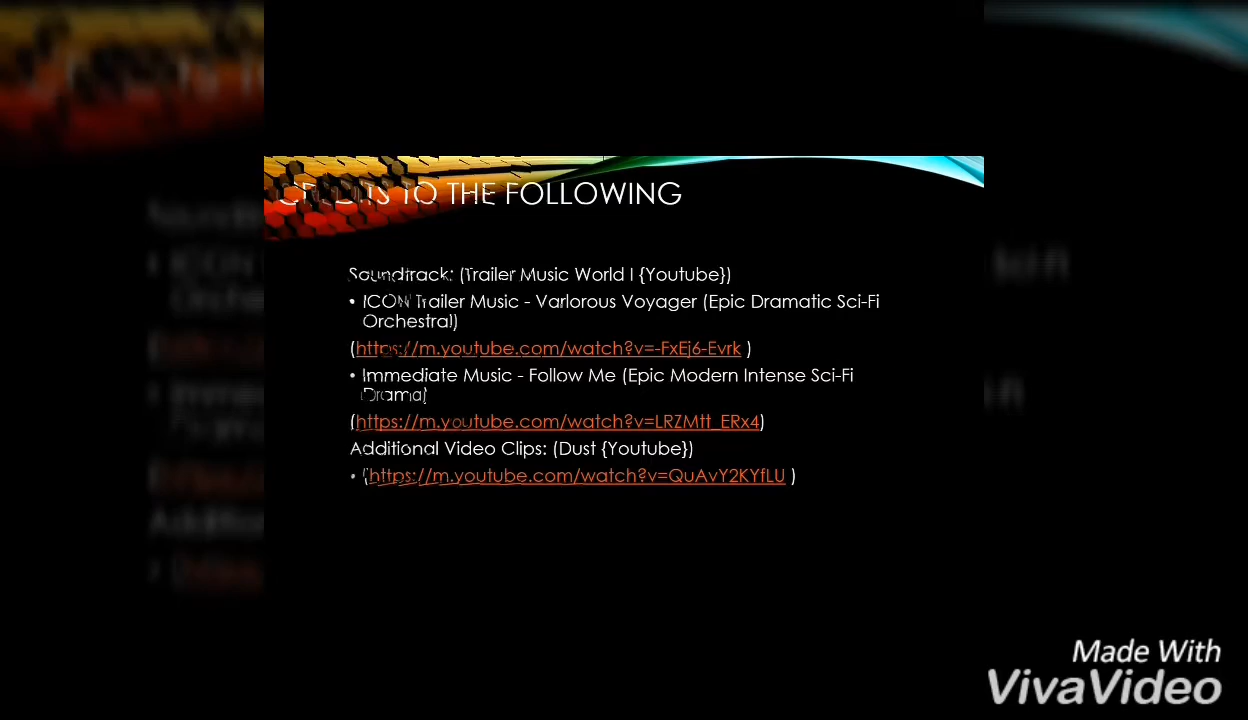 CREDITS TO THE FOLLOWING
Soundtrack: (Trailer Music World I {Youtube})
• ICON Trailer Music - Varlorous Voyager (Epic Dramatic Sci-Fi
Orchestral)
(https://m.youtube.com/watch?v=-FxEj6-Evrk )
• Immediate Music - Follow Me (Epic Modern Intense Sci-Fi
Drama)
(https://m.youtube.com/watch?v=LRZMtt_ERx4)
Additional Video Clips: (Dust {Youtube})
• (https://m.youtube.com/watch?v=QuAvY2KYfLU )
Made With
VivaVideo